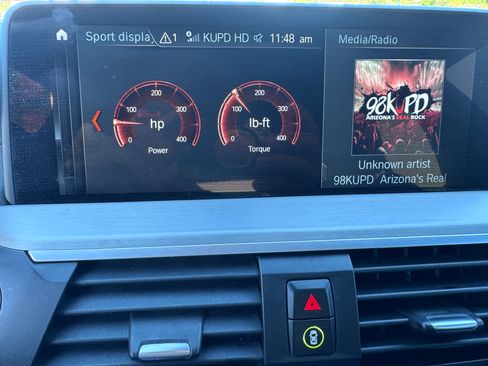 Sport displa
1
KUPD HD
11:48 am
Media/Radio
200
100
300
hp
0
400
Power
200
100
300
lb-ft
0
400
Torque
98KUPD
ARIZONA'S REAL ROCK
Unknown artist
98KUPD Arizona's Real